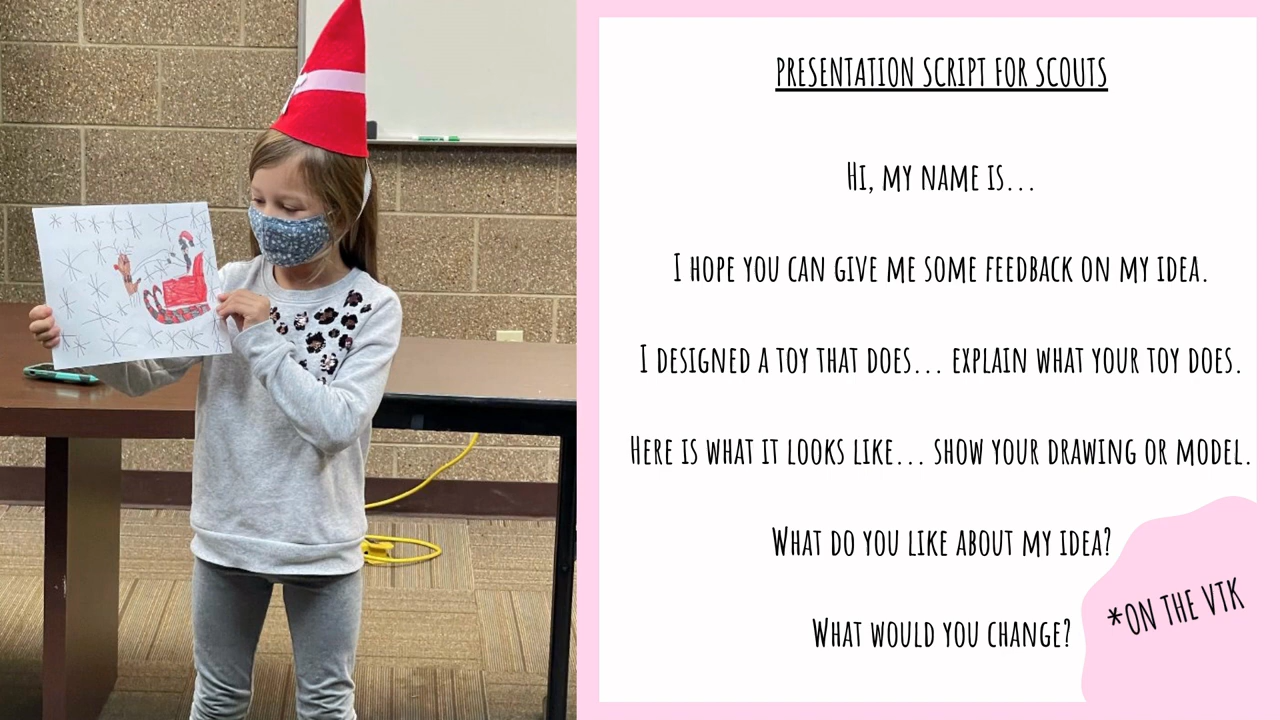 PRESENTATION SCRIPT FOR SCOUTS
HI, MY NAME IS...
I HOPE YOU CAN GIVE ME SOME FEEDBACK ON MY IDEA.
I DESIGNED A TOY THAT DOES... EXPLAIN WHAT YOUR TOY DOES.
HERE IS WHAT IT LOOKS LIKE... SHOW YOUR DRAWING OR MODEL.
WHAT DO YOU LIKE ABOUT MY IDEA?
WHAT WOULD YOU CHANGE?
*ON THE VTK